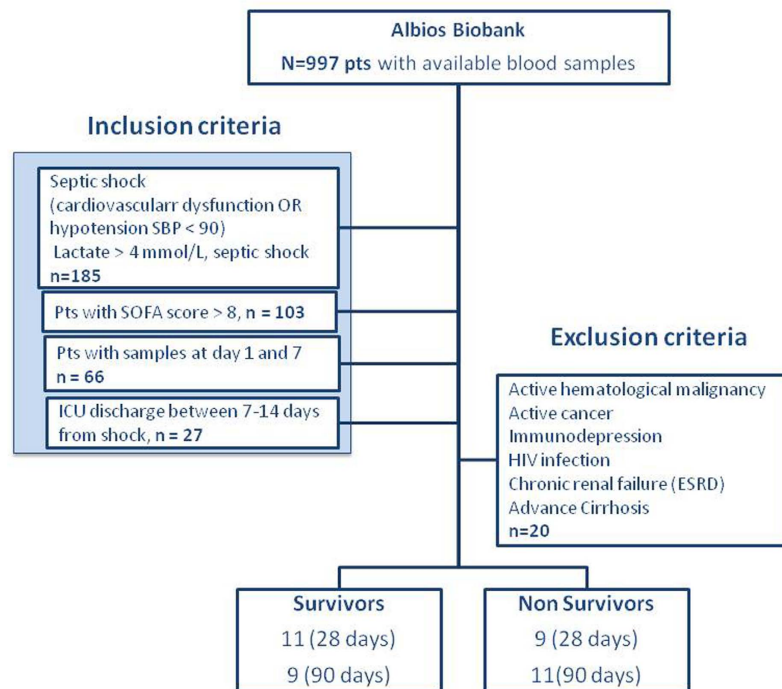 Albios Biobank
N=997 pts with available blood samples
Inclusion criteria
Septic shock
(cardiovascularr dysfunction OR
hypotension SBP < 90)
Lactate > 4 mmol/L, septic shock
n=185
Pts with SOFA score > 8, n = 103
Pts with samples at day 1 and 7
n = 66
ICU discharge between 7-14 days
from shock, n = 27
Exclusion criteria
Active hematological malignancy
Active cancer
Immunodepression
HIV infection
Chronic renal failure (ESRD)
Advance Cirrhosis
n=20
Survivors
11 (28 days)
9 (90 days)
Non Survivors
9 (28 days)
11(90 days)